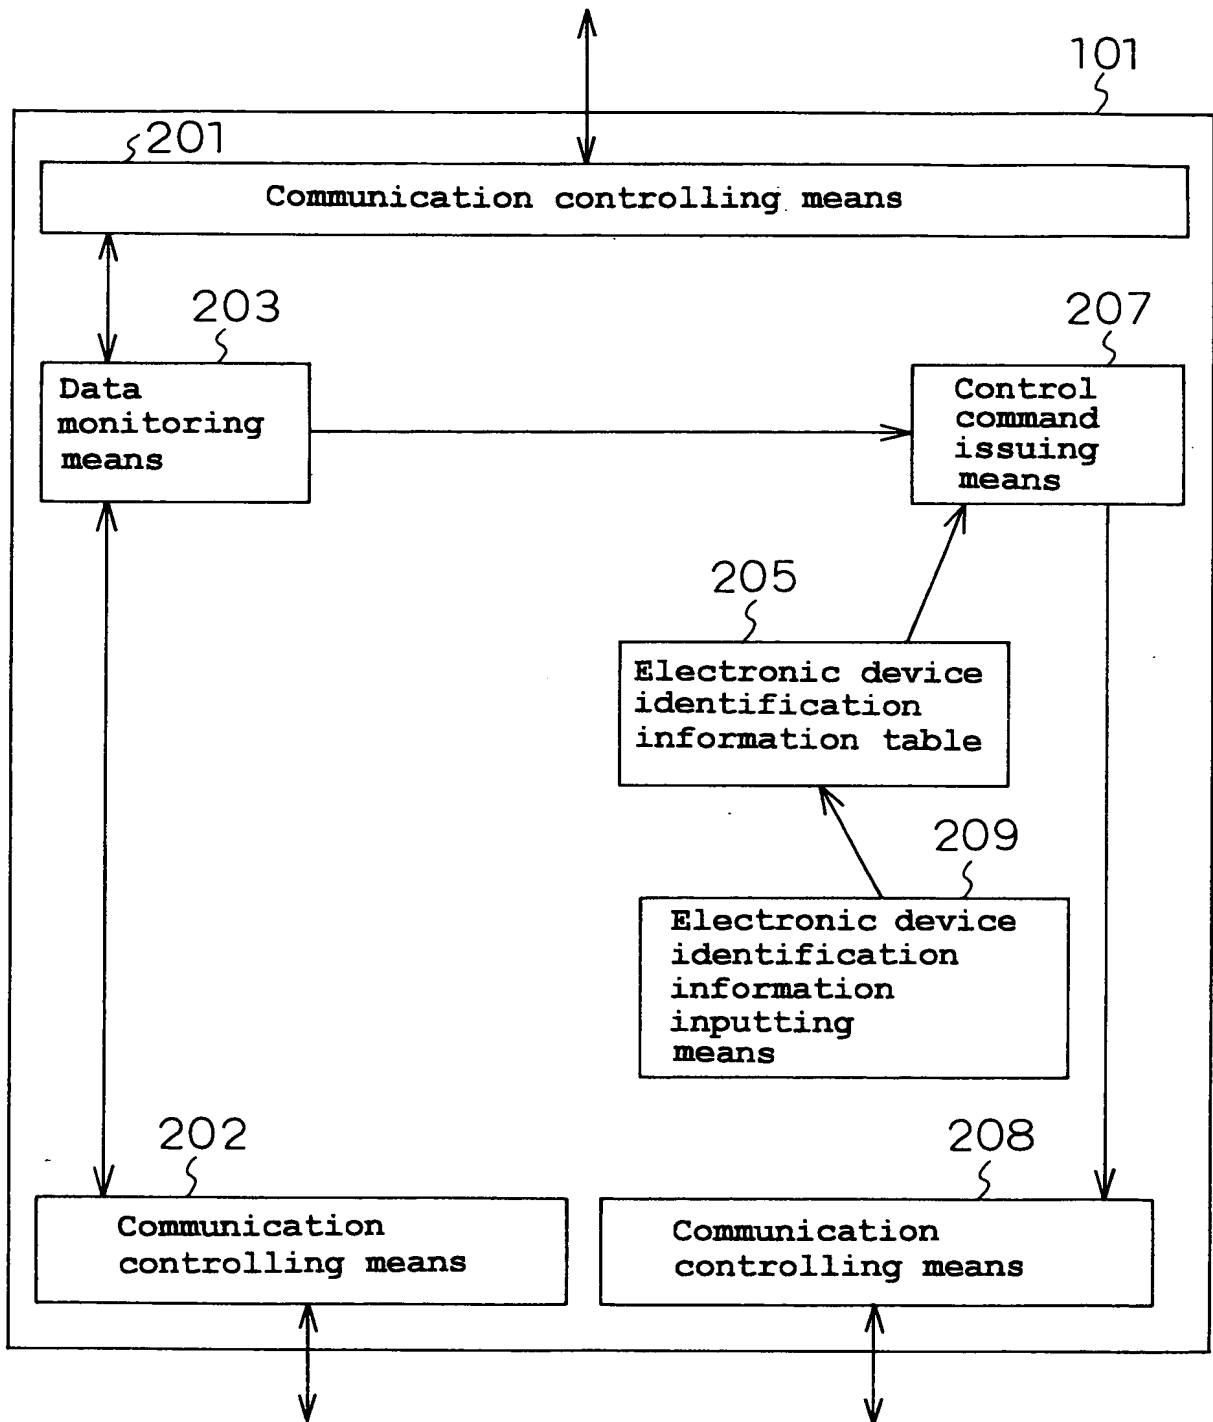 101
201
Communication controlling means
203
207
Data
monitoring
means
Control
command
issuing
means
205
Electronic device
identification
information table
209
Electronic device
identification
information
inputting
means
202
208
Communication
controlling means
Communication
controlling means